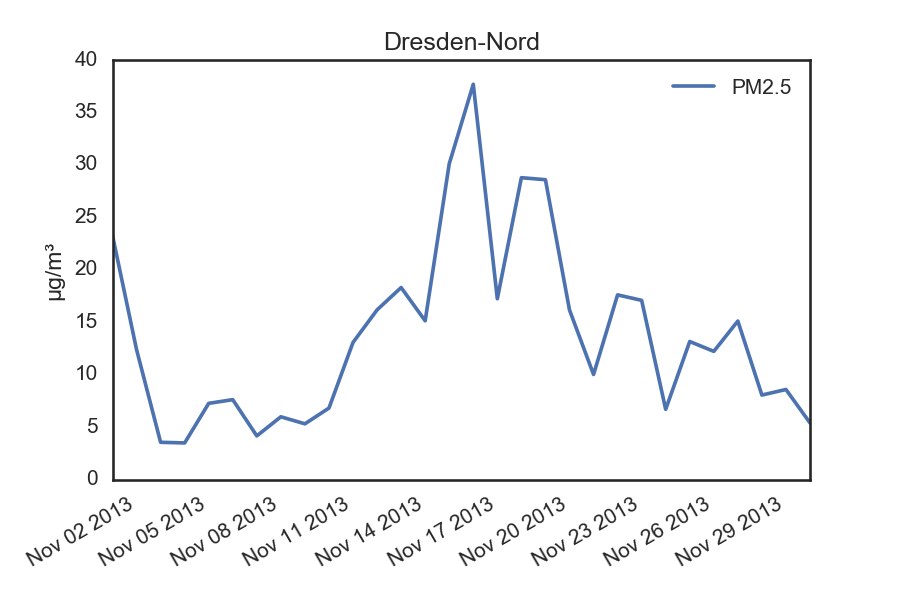 Dresden-Nord
PM2.5
µg/m³
40
35
30
25
20
15
10
5
0
Nov 02 2013
Nov 05 2013
Nov 08 2013
Nov 11 2013
Nov 14 2013
Nov 17 2013
Nov 20 2013
Nov 23 2013
Nov 26 2013
Nov 29 2013